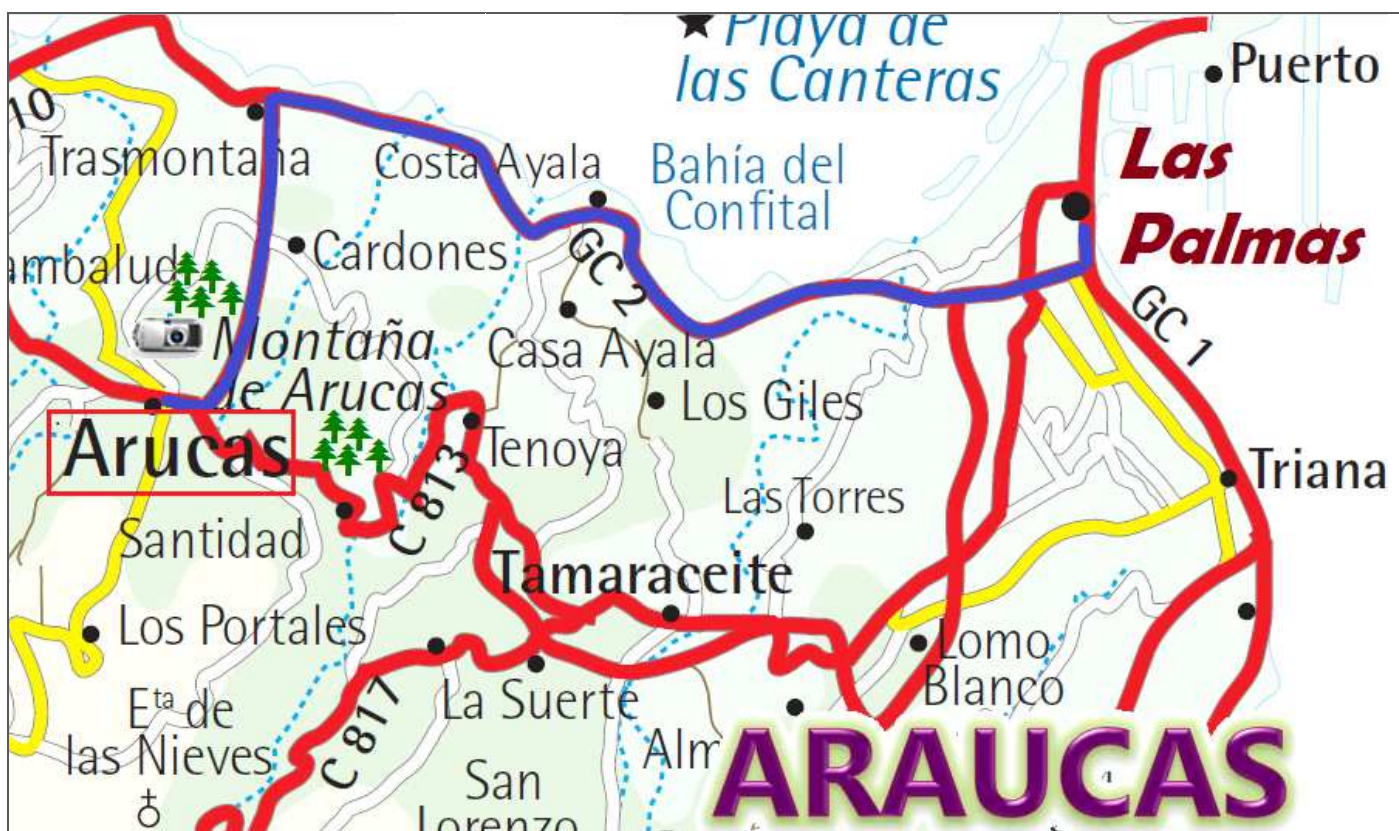 Playa de
las Canteras
Puerto
10
Trasmontaña
Costa Ayala
Bahía del
Confital
Las
Palmas
Cardones
GC 2
GC 1
Montaña
de Arucas
Casa Ayala
Los Giles
Arucas
Tenoya
C 813
Triana
Las Torres
Santidad
Tamaraceite
Los Portales
Lomo
Blanco
La Suerte
Eta de
las Nieves
C 817
San
Lorenzo
ARAUCAS